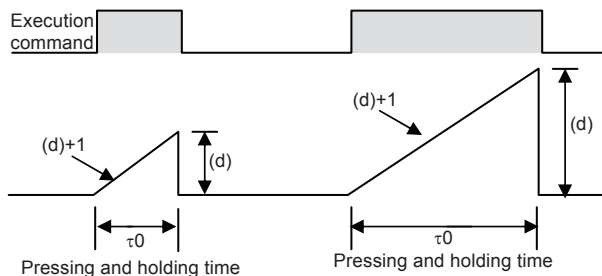 Execution
command
(d)+1
(d)
(d)+1
(d)
τ0
τ0
Pressing and holding time
Pressing and holding time